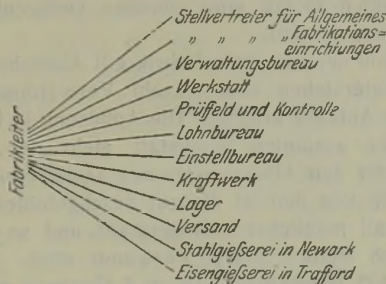 Fabrikleiter
Stellvertreter für Allgemeines
" " " " Fabrikations=
einrichiungen
Verwaltungsbureau
Werkstatt
Prüffeld und Kontrolle
Lohnbureau
Einstellbureau
Kraftwerk
Lager
Versand
Stahlgießerei in Newark
Eisengießerei in Trafford